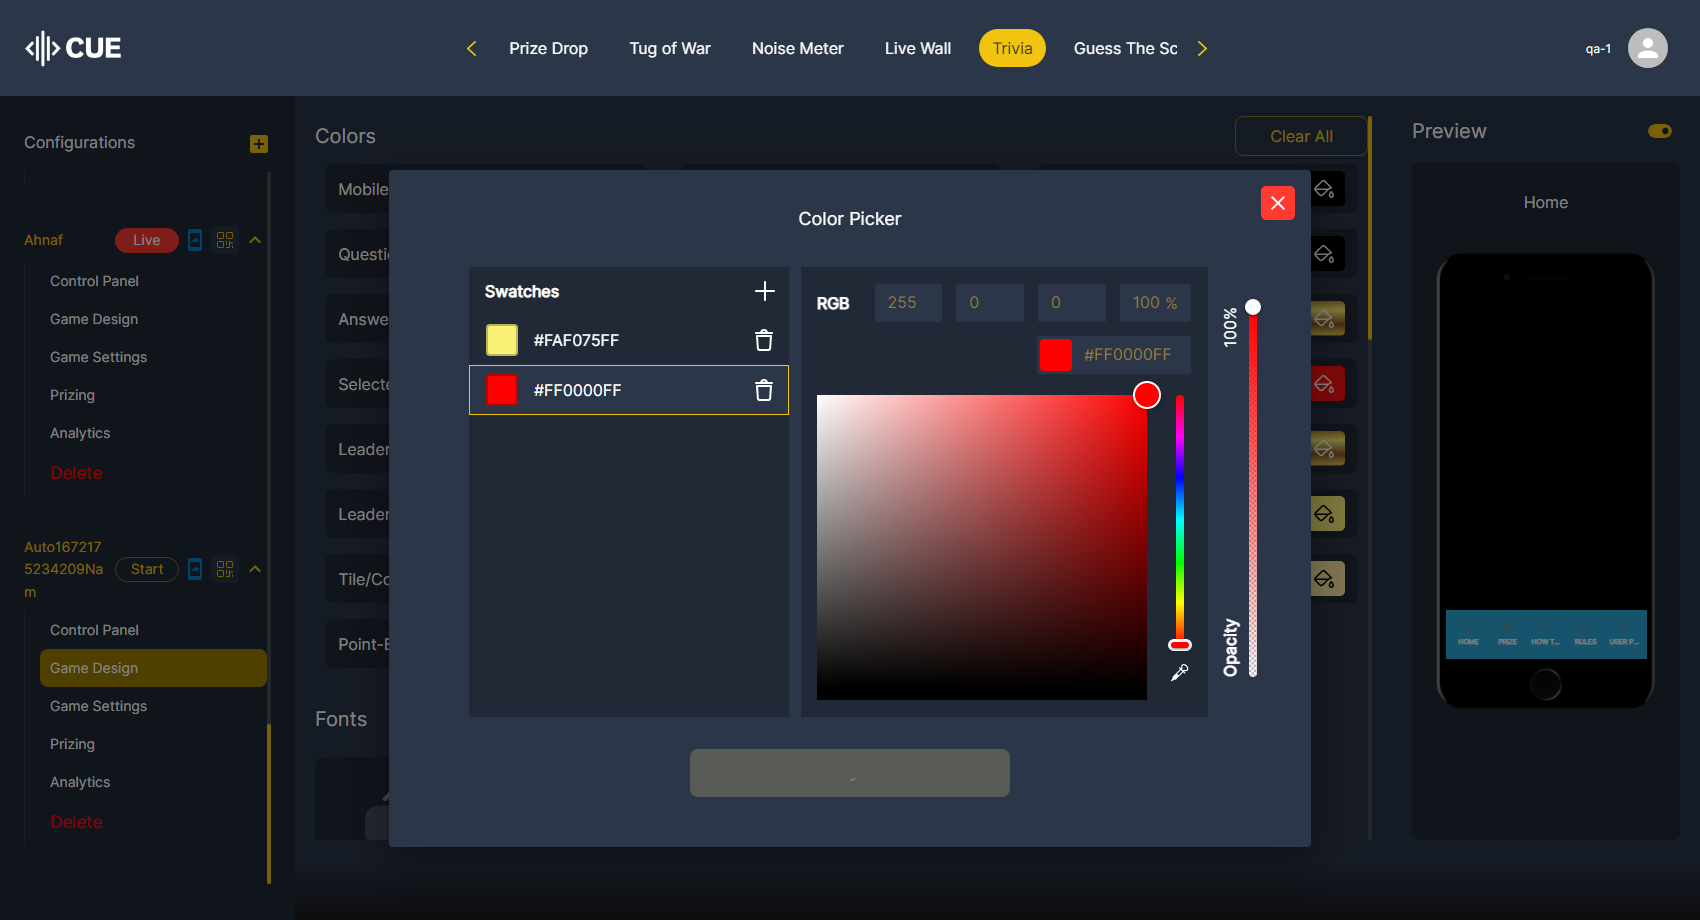 CUE
Prize Drop
Tug of War
Noise Meter
Live Wall
Trivia
Guess The Sc
qa-1
Configurations
Ahnaf
Live
Control Panel
Game Design
Game Settings
Prizing
Analytics
Delete
Auto167217
5234209Na
m
Start
Control Panel
Game Design
Game Settings
Prizing
Analytics
Delete
Colors
Clear All
Mobile
Questi
Answe
Selecte
Leader
Leader
Tile/Co
Point-E
Fonts
Color Picker
Swatches
#FAF075FF
#FF0000FF
RGB
255
0
0
100 %
#FF0000FF
100%
Opacity
Preview
Home
HOME
PRIZE
HOW T...
RULES
USER P...